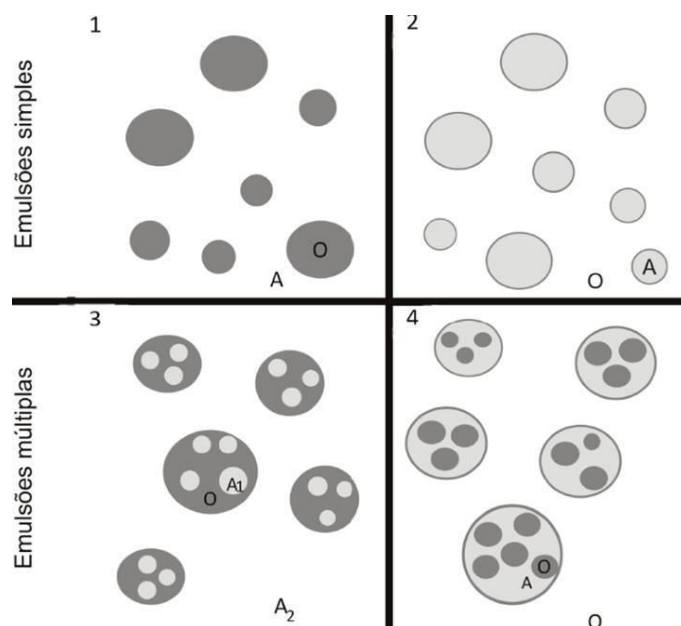 Emulsões simples
1
O
A
2
A
O
Emulsões múltiplas
3
A1
O
A2
4
O
A
O